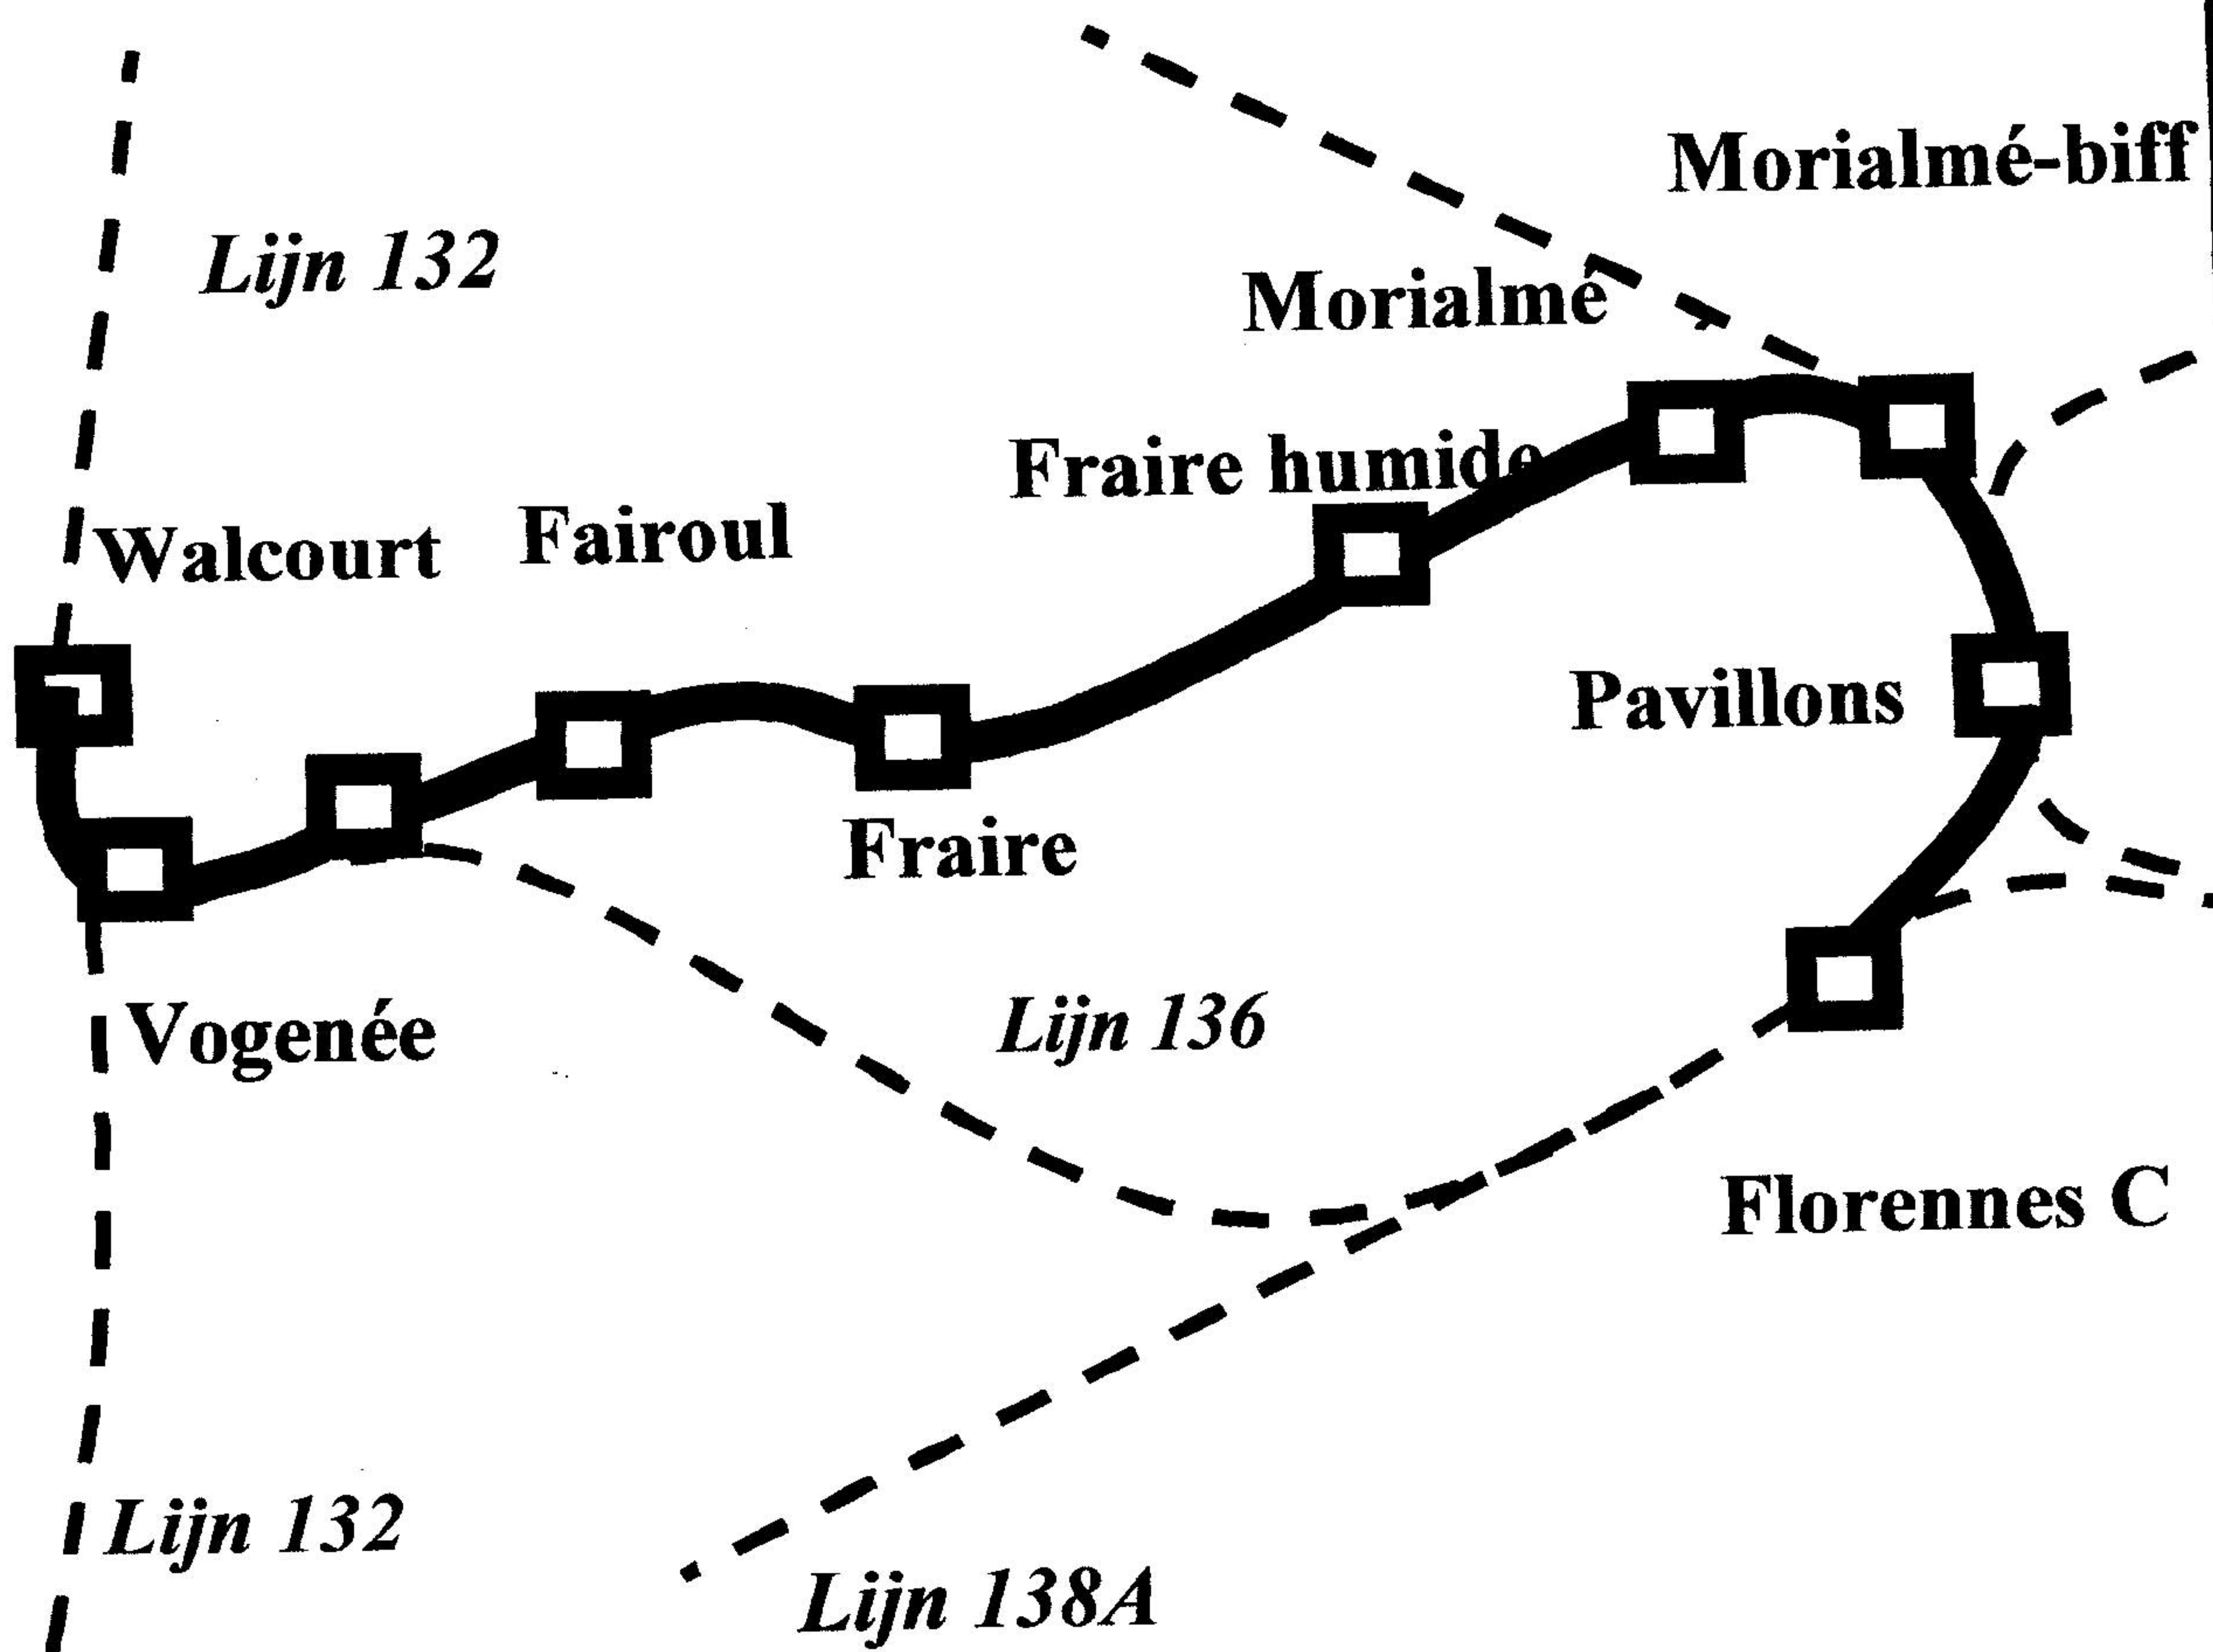 Morialmé-biff
Lijn 132
Morialmé
Fraire humide
Walcourt
Fairoul
Pavillons
Fraire
Vogenée
Lijn 136
Florennes C
Lijn 132
Lijn 138A